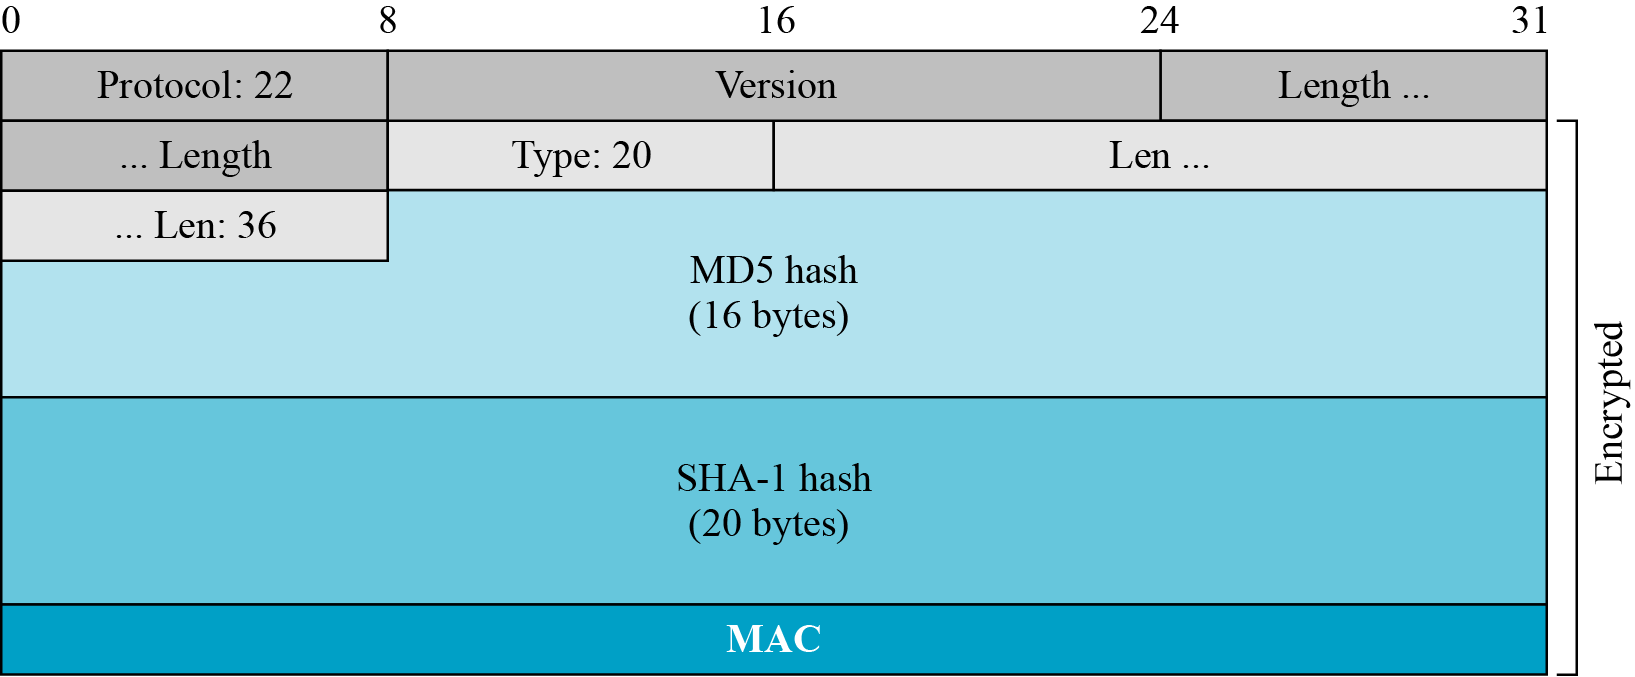 0 8 16 24 31
Protocol: 22 Version Length ...
... Length Type: 20 Len ...
... Len: 36
MD5 hash
(16 bytes)
SHA-1 hash
(20 bytes)
MAC
Encrypted